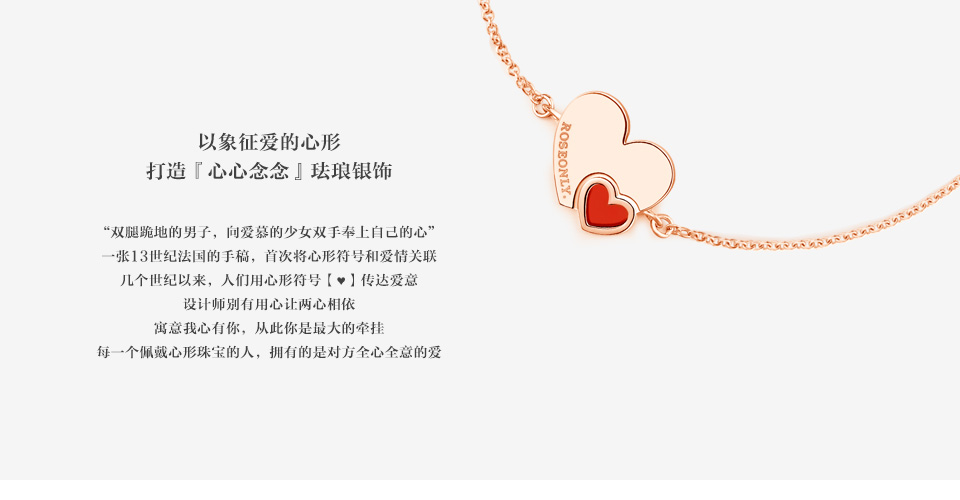 以象征爱的心形
打造『心心念念』珐琅银饰
“双腿跪地的男子，向爱慕的少女双手奉上自己的心”
一张13世纪法国的手稿，首次将心形符号和爱情关联
几个世纪以来，人们用心形符号【♥】传达爱意
设计师别有用心让两心相依
寓意我心有你，从此你是最大的牵挂
每一个佩戴心形珠宝的人，拥有的是对方全心全意的爱
ROSEONLY